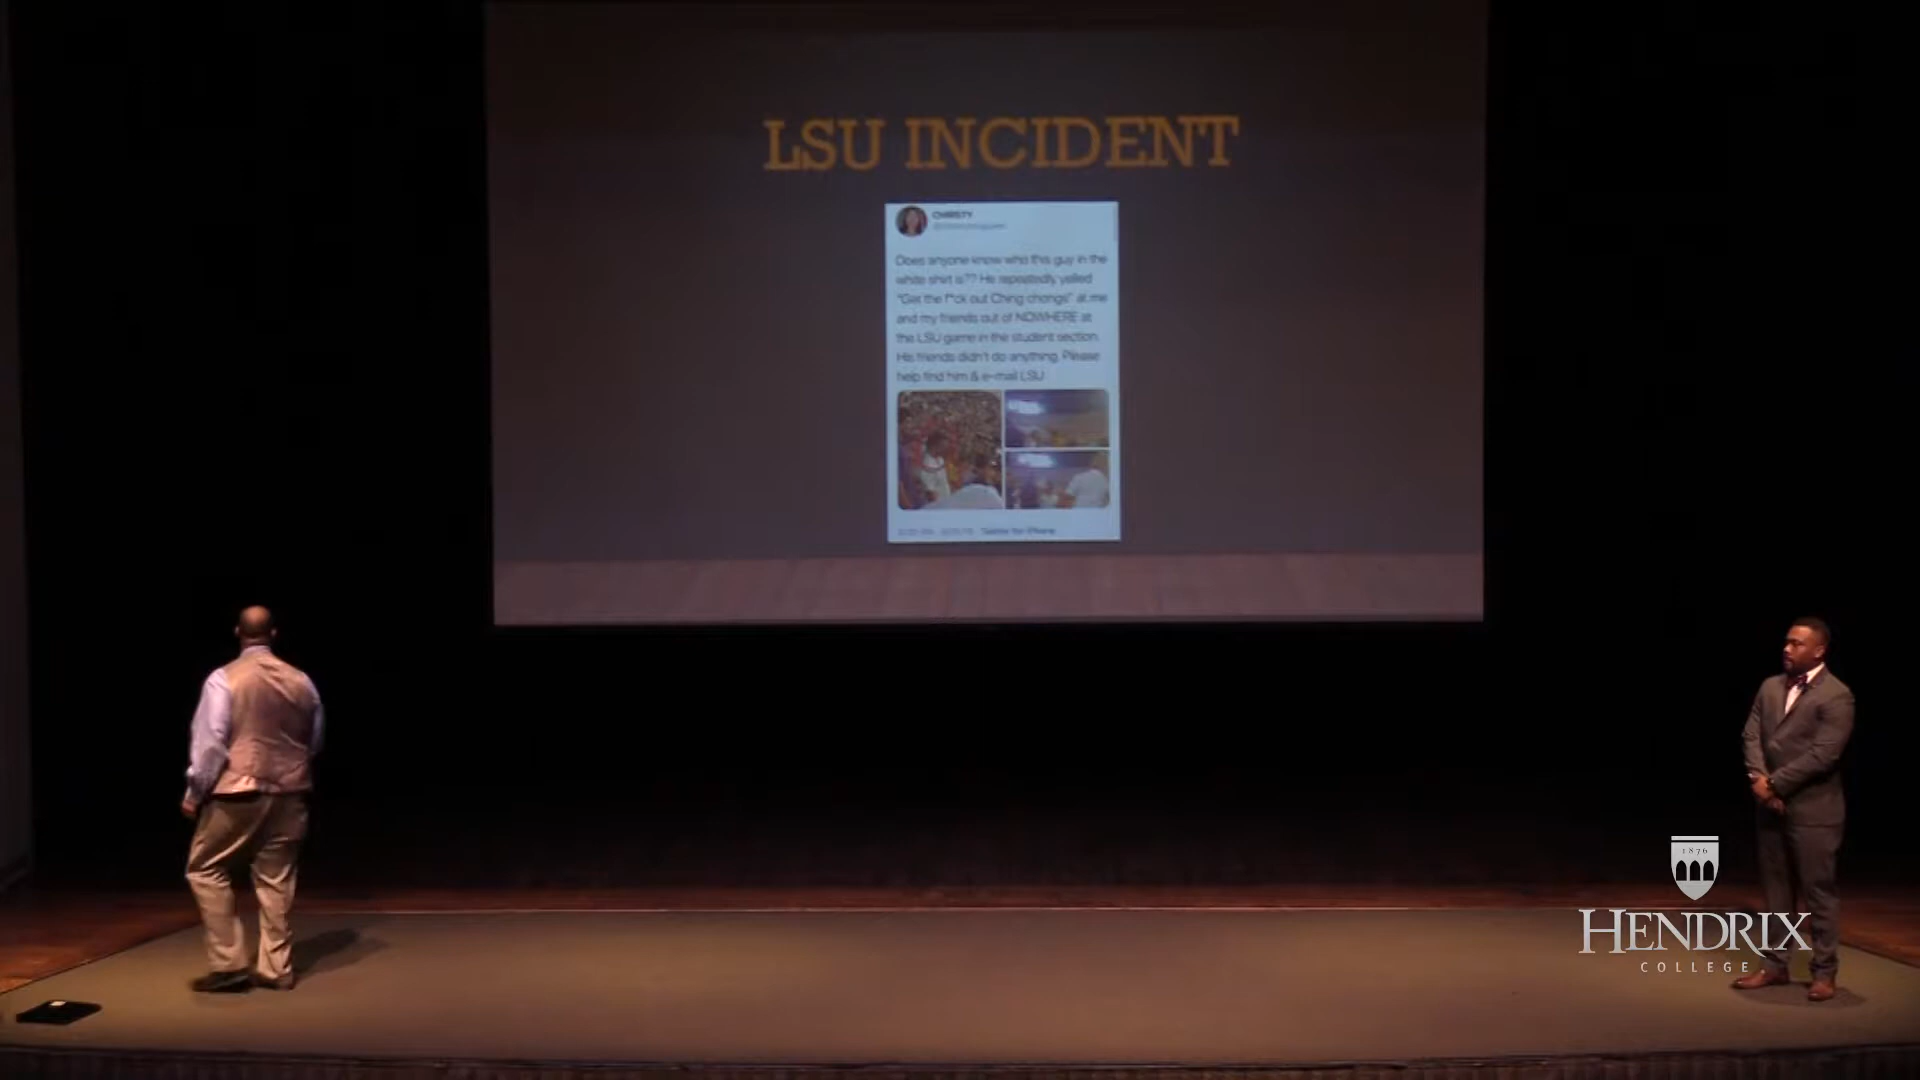 LSU INCIDENT
CHRISTY
Does anyone know who this guy in the
white shirt is?? He repeatedly yelled
"Get the f*ck out Ching chongs" at me
and my friends out of NOWHERE at
the LSU game in the student section.
His friends didn't do anything. Please
help find him & e-mail LSU
Twitter for iPhone
1876
HENDRIX
COLLEGE